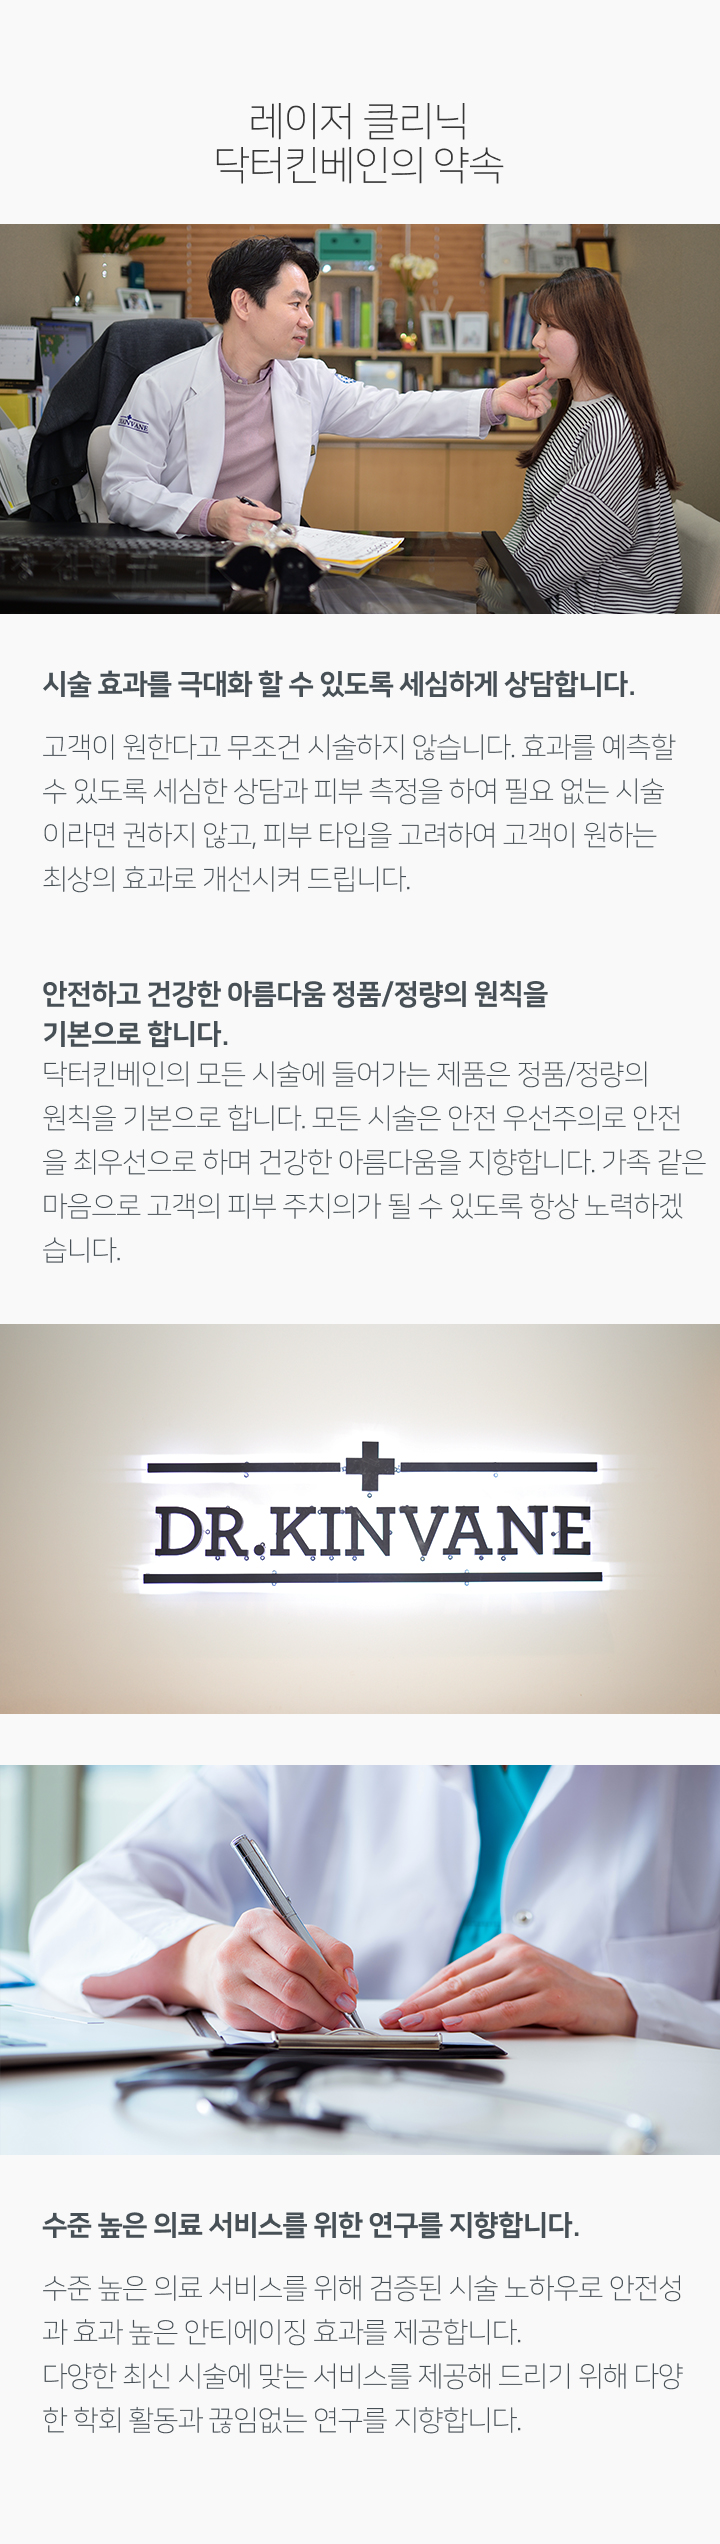 레이저 클리닉
닥터킨베인의 약속
KINVANE
시술 효과를 극대화 할 수 있도록 세심하게 상담합니다.
고객이 원한다고 무조건 시술하지 않습니다. 효과를 예측할
수 있도록 세심한 상담과 피부 측정을 하여 필요 없는 시술
이라면 권하지 않고, 피부 타입을 고려하여 고객이 원하는
최상의 효과로 개선시켜 드립니다.
안전하고 건강한 아름다움 정품/정량의 원칙을
기본으로 합니다.
닥터킨베인의 모든 시술에 들어가는 제품은 정품/정량의
원칙을 기본으로 합니다. 모든 시술은 안전 우선주의로 안전
을 최우선으로 하며 건강한 아름다움을 지향합니다. 가족 같은
마음으로 고객의 피부 주치의가 될 수 있도록 항상 노력하겠
습니다.
DR.KINVANE
수준 높은 의료 서비스를 위한 연구를 지향합니다.
수준 높은 의료 서비스를 위해 검증된 시술 노하우로 안전성
과 효과 높은 안티에이징 효과를 제공합니다.
다양한 최신 시술에 맞는 서비스를 제공해 드리기 위해 다양
한 학회 활동과 끊임없는 연구를 지향합니다.